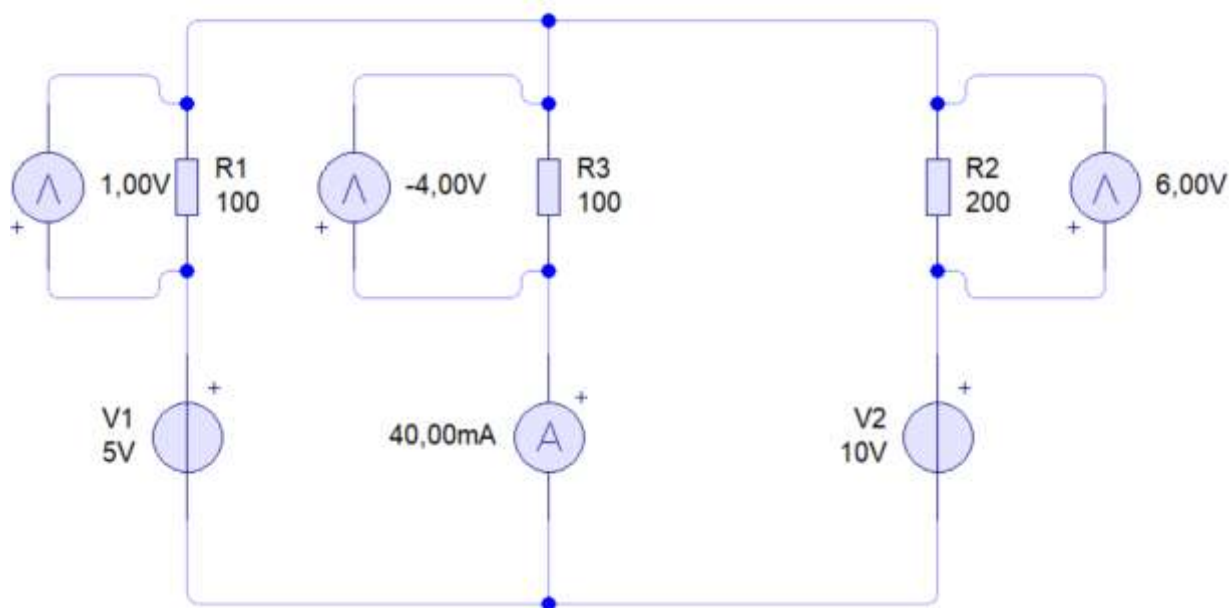 1,00V
R1
100
-4,00V
R3
100
R2
200
6,00V
+
+
+
+
+
+
V1
5V
40,00mA
A
V2
10V